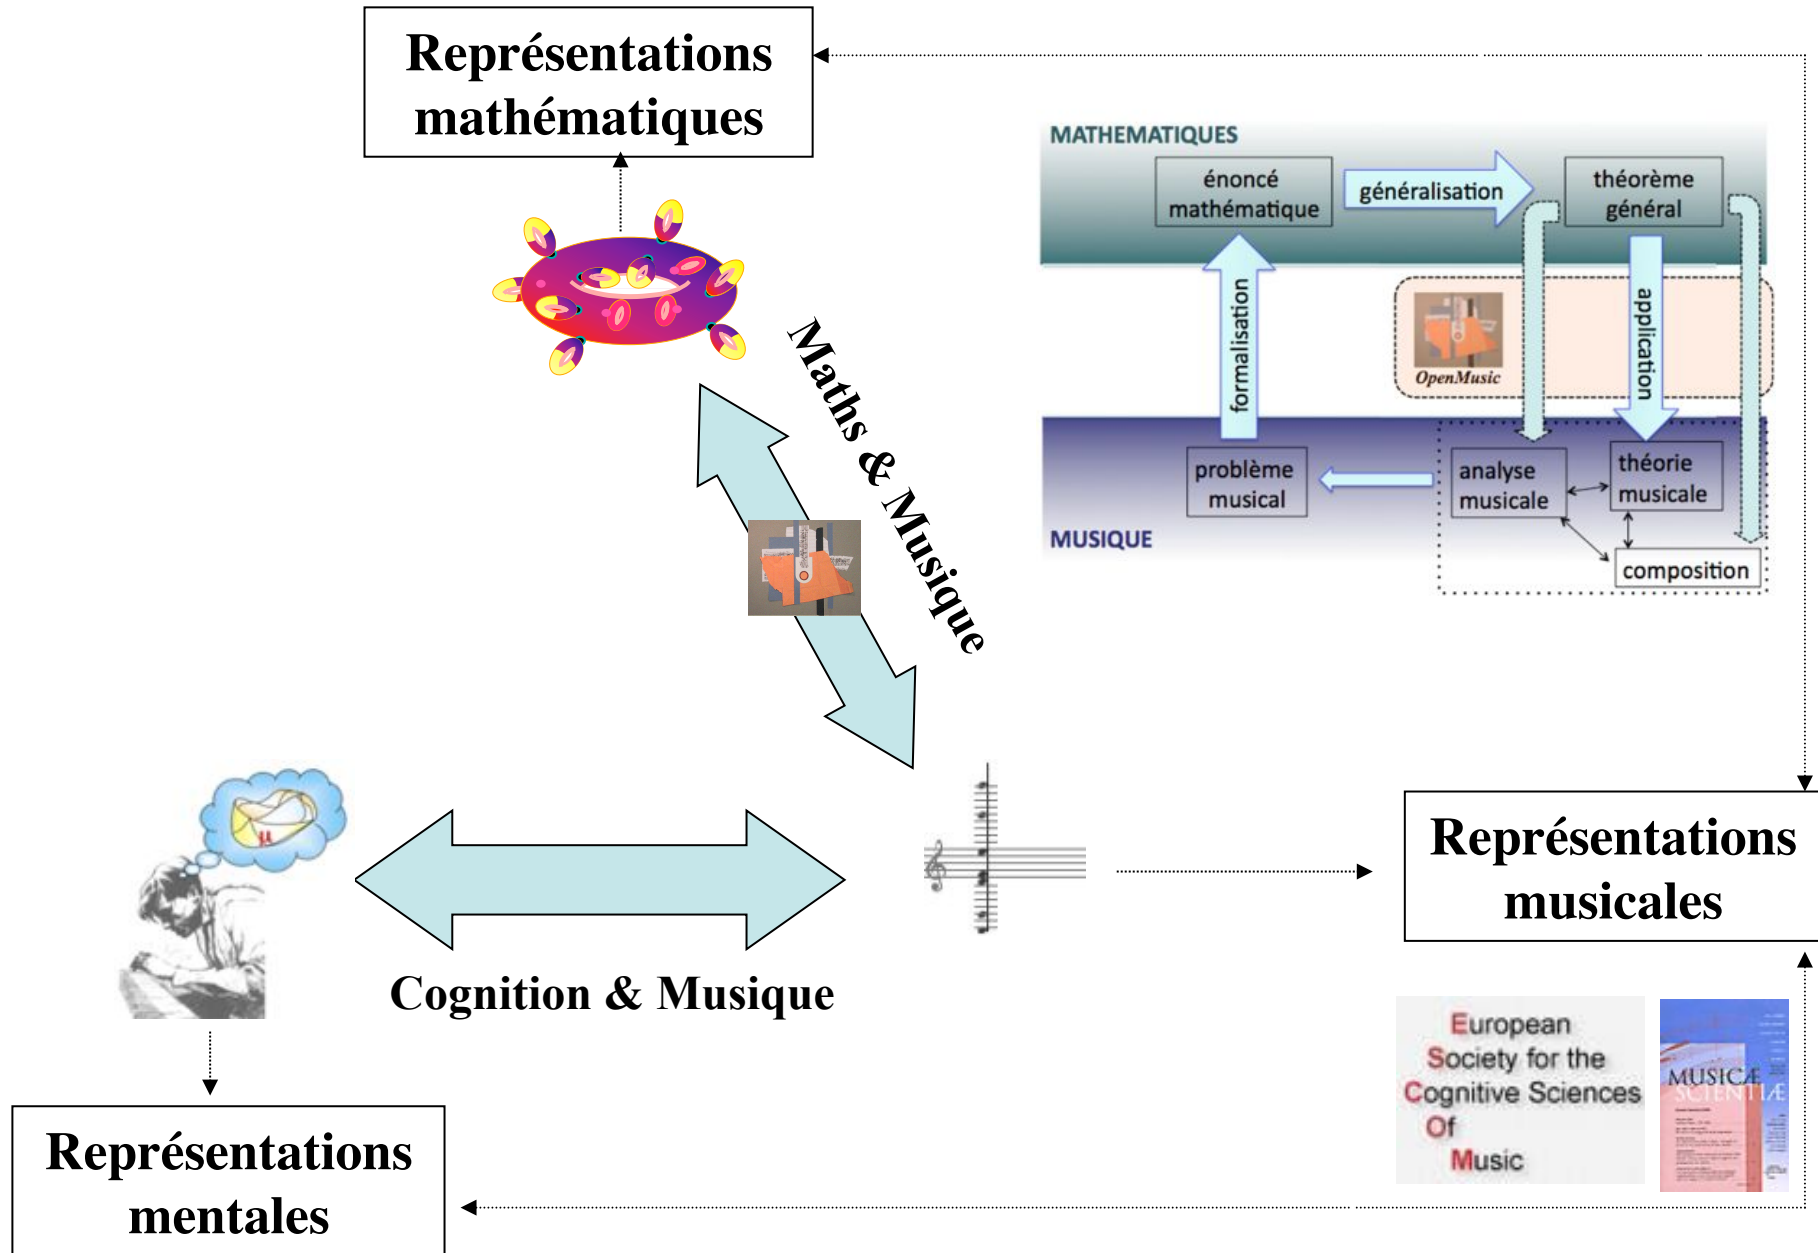 Représentations
mathématiques
MATHEMATIQUES
énoncé
mathématique
généralisation
théorème
général
formalisation
application
OpenMusic
problème
musical
analyse
musicale
théorie
musicale
composition
MUSIQUE
Maths & Musique
μ
Cognition & Musique
Représentations
musicales
European
Society for the
Cognitive Sciences
Of
Music
MUSICÆ
SCIENTIÆ
Représentations
mentales